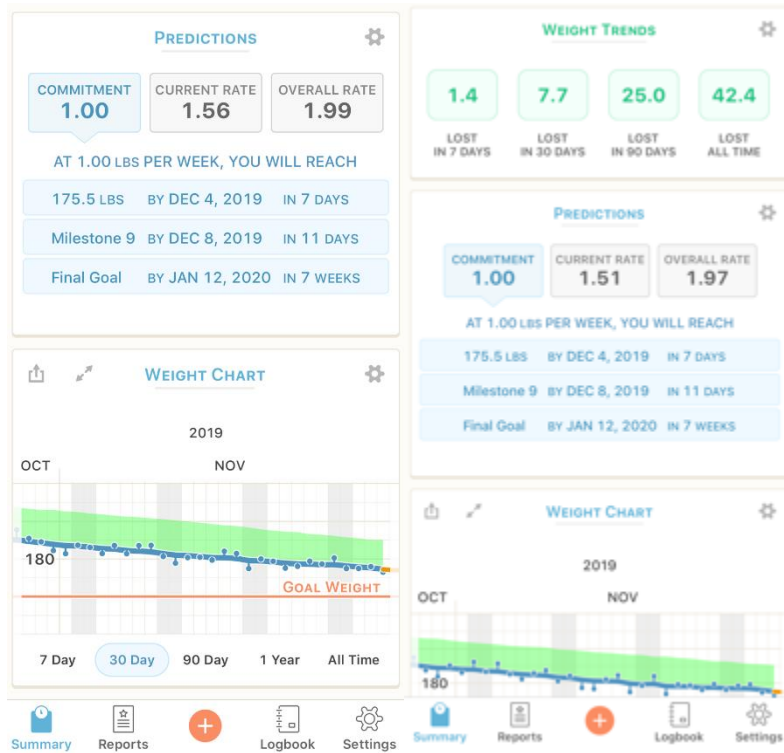 PREDICTIONS
COMMITMENT CURRENT RATE OVERALL RATE
1.00 1.56 1.99
AT 1.00 LBS PER WEEK, YOU WILL REACH
175.5 LBS BY DEC 4, 2019 IN 7 DAYS
Milestone 9 BY DEC 8, 2019 IN 11 DAYS
Final Goal BY JAN 12, 2020 IN 7 WEEKS
WEIGHT CHART
2019
OCT NOV
180
GOAL WEIGHT
7 Day 30 Day 90 Day 1 Year All Time
Summary Reports Logbook Settings
WEIGHT TRENDS
1.4 7.7 25.0 42.4
LOST LOST LOST LOST
IN 7 DAYS IN 30 DAYS IN 90 DAYS ALL TIME
PREDICTIONS
COMMITMENT CURRENT RATE OVERALL RATE
1.00 1.51 1.97
AT 1.00 LBS PER WEEK, YOU WILL REACH
175.5 LBS BY DEC 4, 2019 IN 7 DAYS
Milestone 9 BY DEC 8, 2019 IN 11 DAYS
Final Goal BY JAN 12, 2020 IN 7 WEEKS
WEIGHT CHART
2019
OCT NOV
180
Summary Reports Logbook Settings